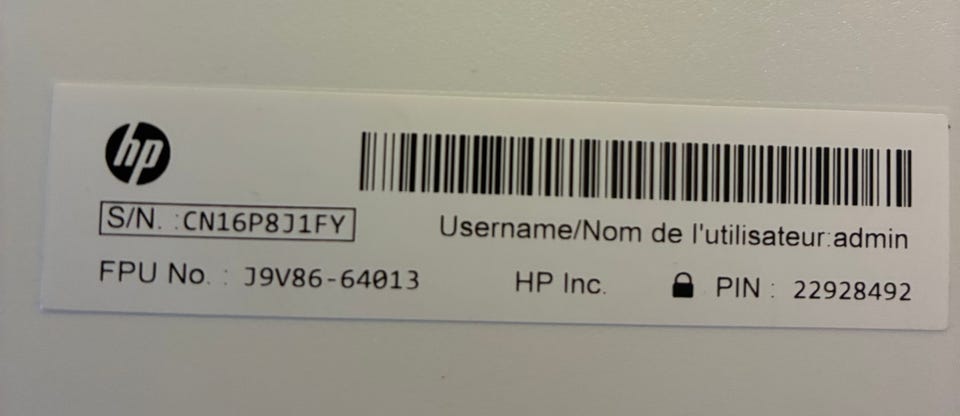 hp
S/N. :CN16P8J1FY
Username/Nom de l'utilisateur:admin
FPU No. : J9V86-64013 HP Inc. PIN : 22928492